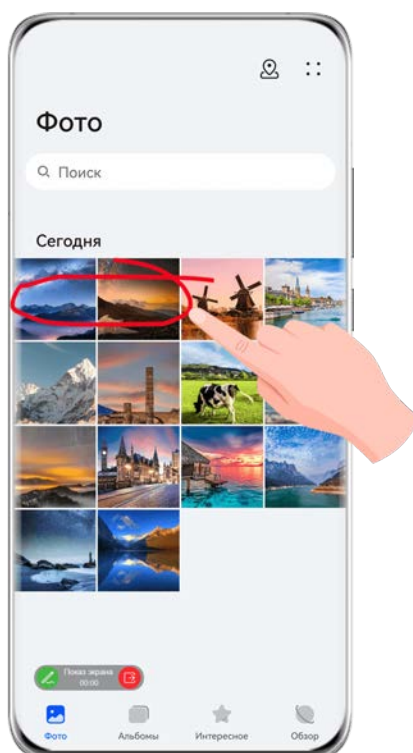 Фото
Поиск
Сегодня
Показ экрана
00:00
Фото
Альбомы
Интересное
Обзор